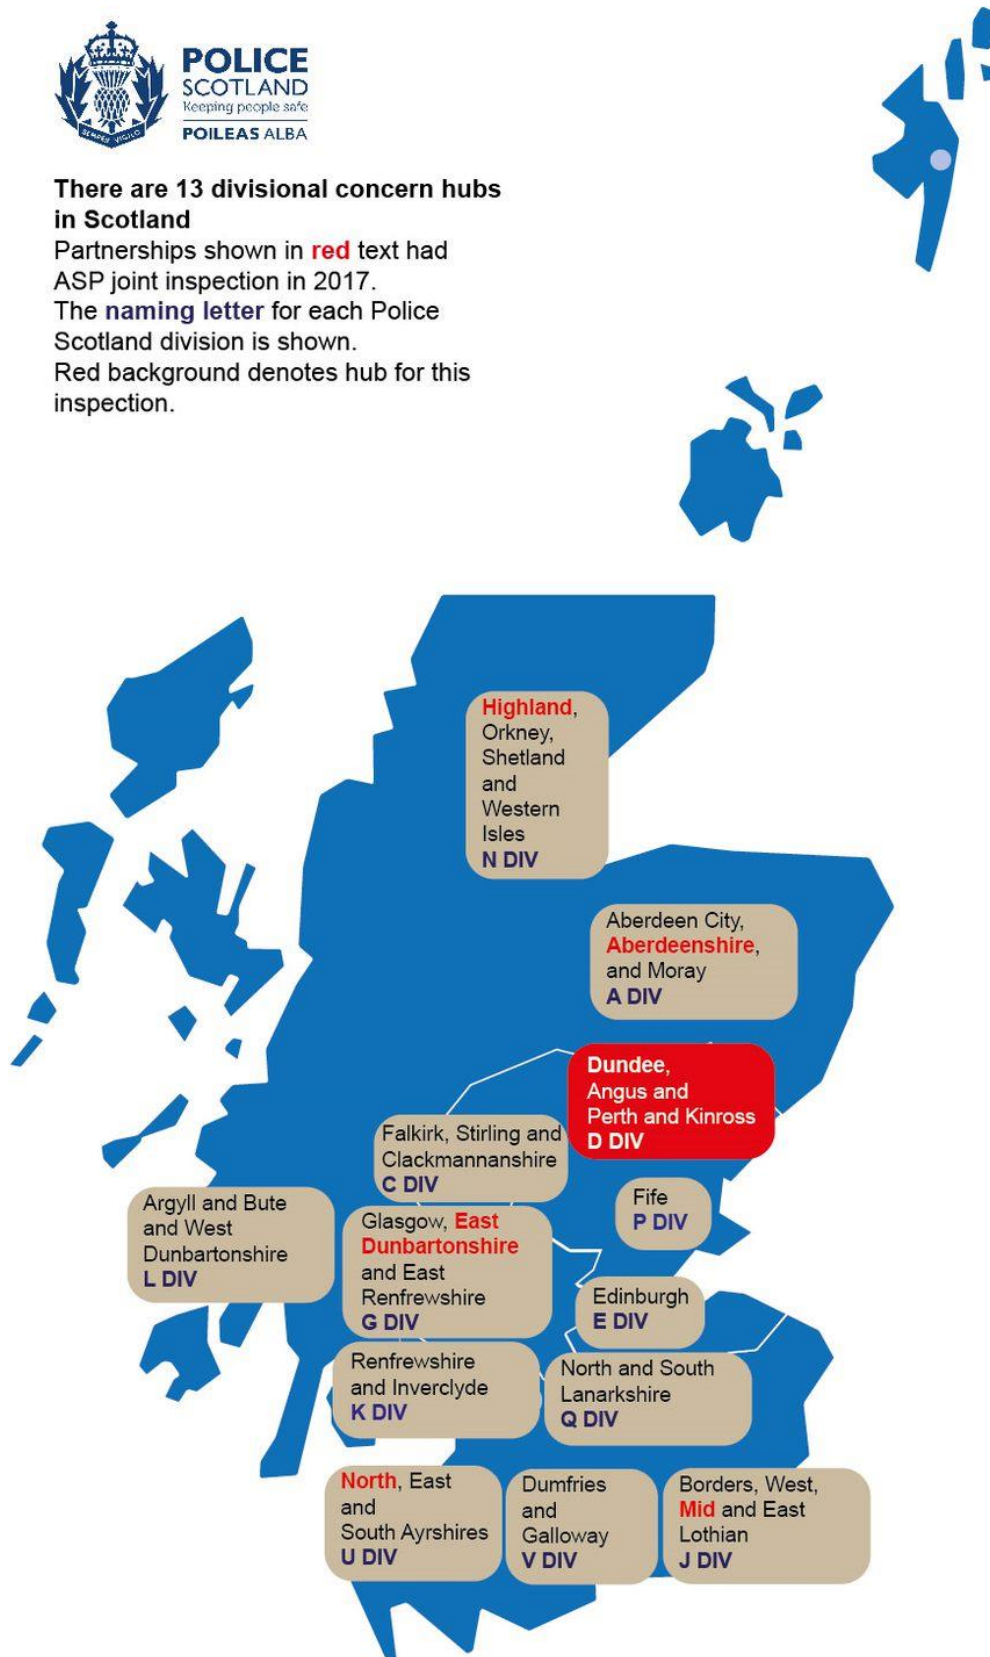 POLICE
SCOTLAND
Keeping people safe
POILEAS ALBA
SEMPER VIGILO
There are 13 divisional concern hubs
in Scotland
Partnerships shown in red text had
ASP joint inspection in 2017.
The naming letter for each Police
Scotland division is shown.
Red background denotes hub for this
inspection.
Highland,
Orkney,
Shetland
and
Western
Isles
N DIV
Aberdeen City,
Aberdeenshire,
and Moray
A DIV
Dundee,
Angus and
Perth and Kinross
D DIV
Falkirk, Stirling and
Clackmannanshire
C DIV
Fife
P DIV
Argyll and Bute
and West
Dunbartonshire
L DIV
Glasgow, East
Dunbartonshire
and East
Renfrewshire
G DIV
Edinburgh
E DIV
Renfrewshire
and Inverclyde
K DIV
North and South
Lanarkshire
Q DIV
North, East
and
South Ayrshires
U DIV
Dumfries
and
Galloway
V DIV
Borders, West,
Mid and East
Lothian
J DIV